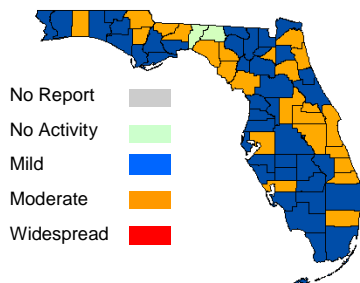 No Report
No Activity
Mild
Moderate
Widespread